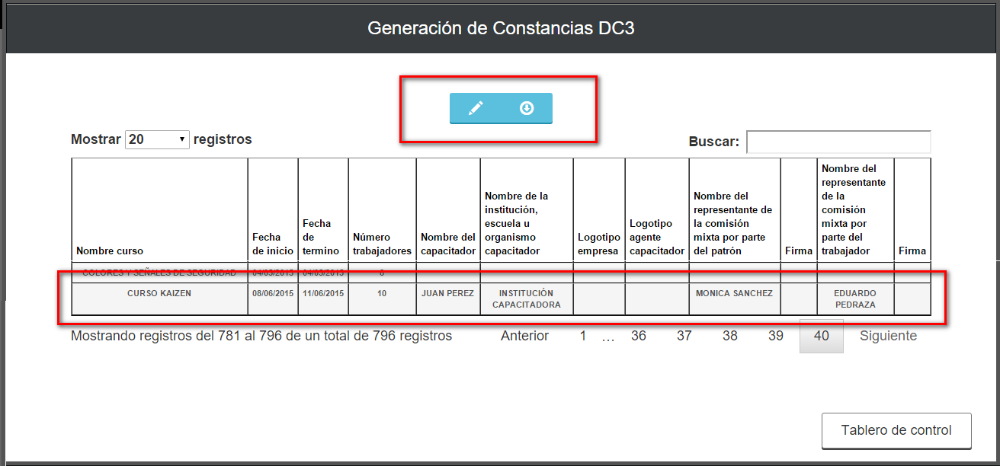 Generación de Constancias DC3
Mostrar 20 registros
Buscar:
Nombre curso
Fecha
de inicio
Fecha
de
termino
Número
trabajadores
Nombre del
capacitador
Nombre de la
institución,
escuela u
organismo
capacitador
Logotipo
empresa
Logotipo
agente
capacitador
Nombre del
representante de
la comisión
mixta por parte
del patrón
Firma
Nombre del
representante
de la
comisión
mixta por
parte del
trabajador
Firma
COLORES Y SEÑALES DE SEGURIDAD 04/05/2015 04/05/2015 8
CURSO KAIZEN 08/06/2015 11/06/2015 10 JUAN PEREZ
INSTITUCIÓN
CAPACITADORA
MONICA SANCHEZ
EDUARDO
PEDRAZA
Mostrando registros del 781 al 796 de un total de 796 registros
Anterior 1 ... 36 37 38 39 40 Siguiente
Tablero de control